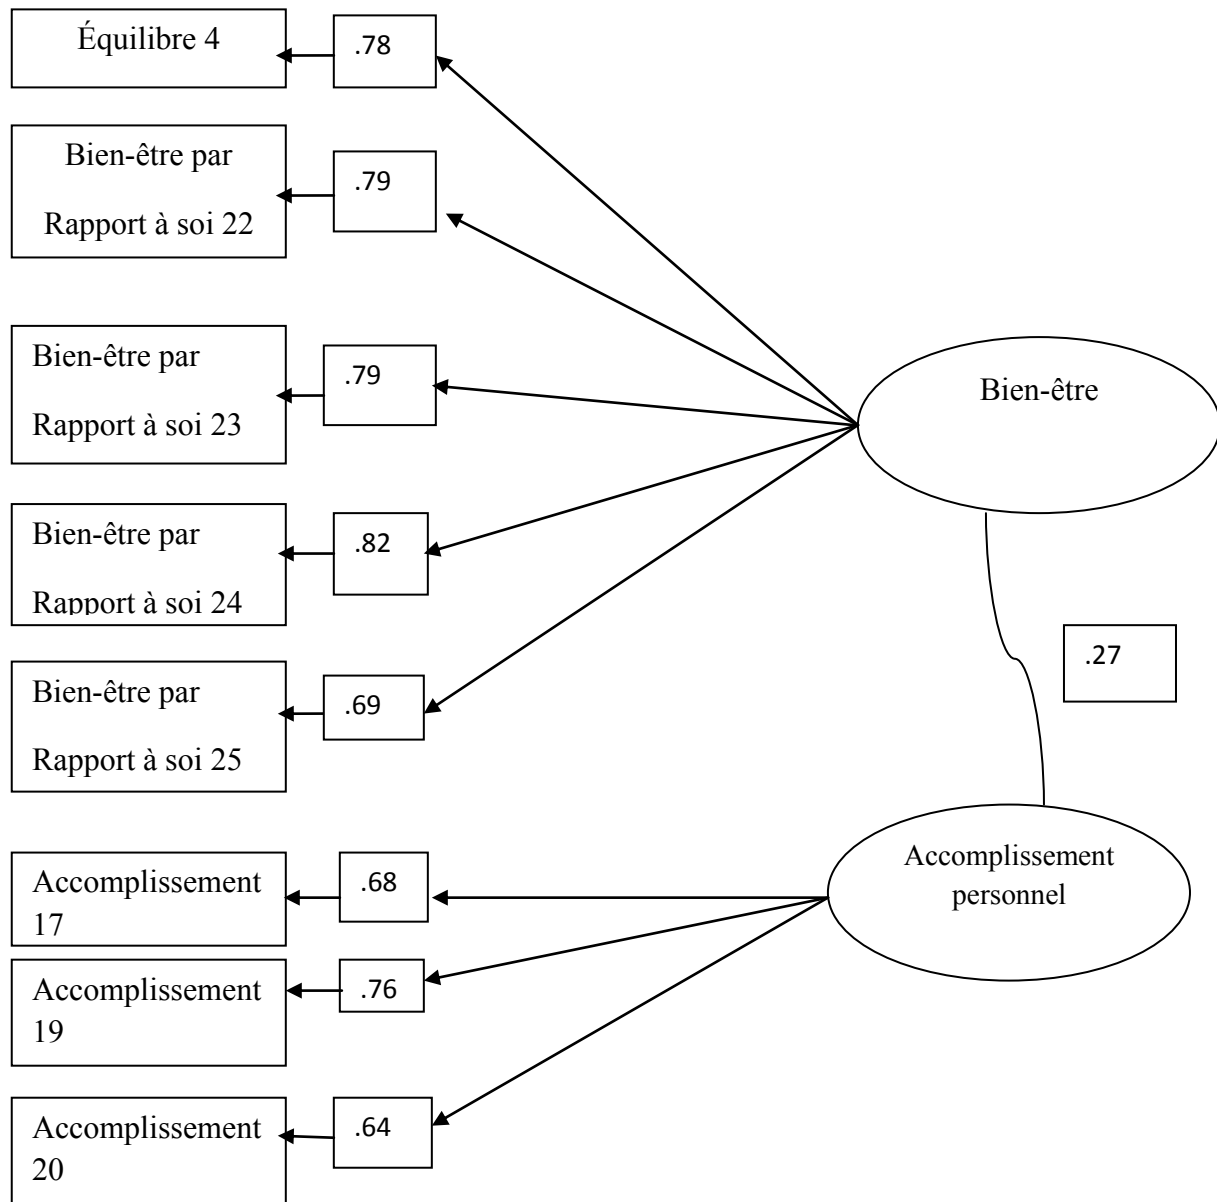 Équilibre 4
.78
Bien-être par
Rapport à soi 22
.79
Bien-être par
Rapport à soi 23
.79
Bien-être
Bien-être par
Rapport à soi 24
.82
Bien-être par
Rapport à soi 25
.69
.27
Accomplissement
17
.68
Accomplissement
personnel
Accomplissement
19
.76
Accomplissement
20
.64